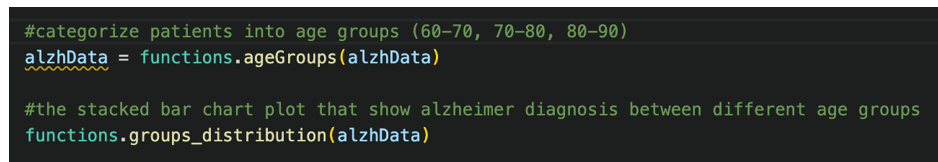 #categorize patients into age groups (60-70, 70-80, 80-90)
alzhData = functions.ageGroups(alzhData)
#the stacked bar chart plot that show alzheimer diagnosis between different age groups
functions.groups_distribution(alzhData)